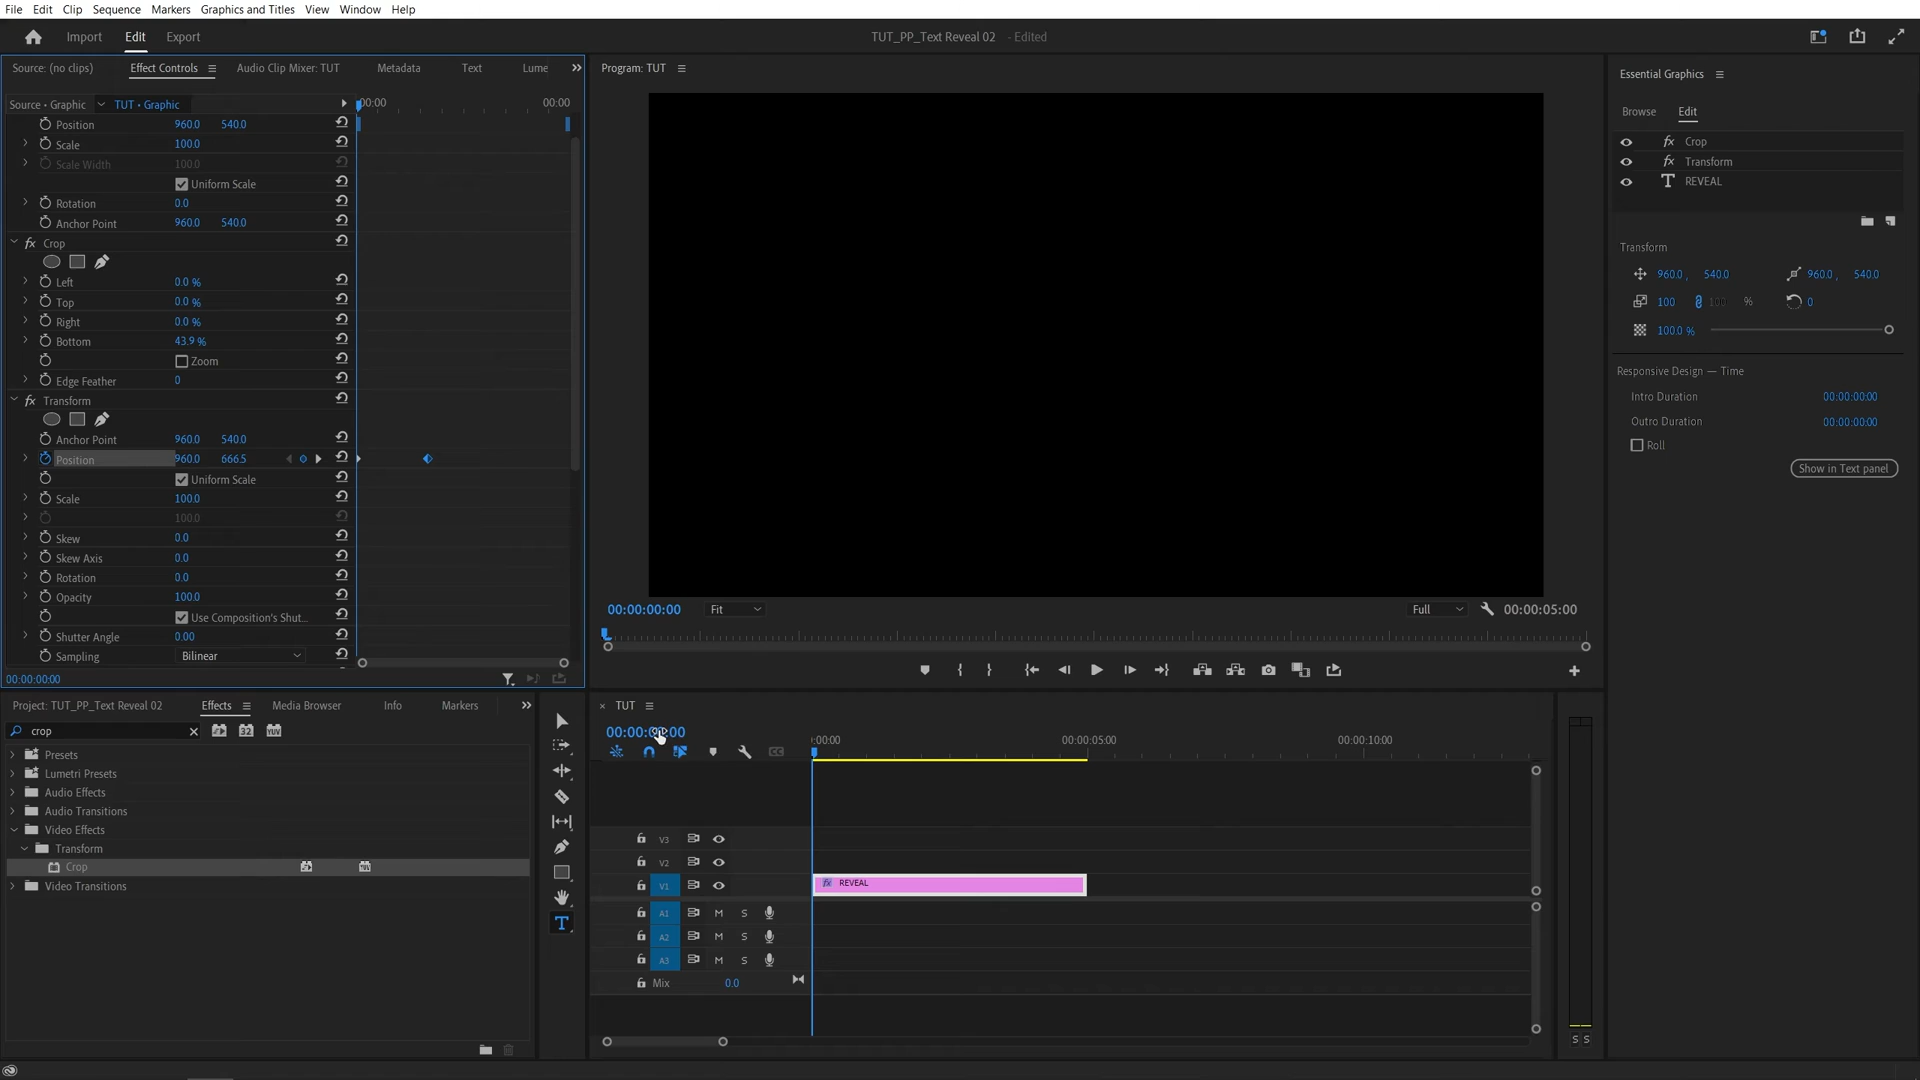 File Edit Clip Sequence Markers Graphics and Titles View Window Help
Import Edit Export TUT_PP_Text Reveal 02 - Edited
Source: (no clips) Effect Controls Audio Clip Mixer: TUT Metadata Text Lume
Program: TUT
Essential Graphics
Source • Graphic TUT • Graphic
:00:00 00:00
Position 960.0 540.0
Scale 100.0
Scale Width 100.0
Uniform Scale
Rotation 0.0
Anchor Point 960.0 540.0
fx Crop
Left 0.0 %
Top 0.0 %
Right 0.0 %
Bottom 43.9 %
Zoom
Edge Feather 0
fx Transform
Anchor Point 960.0 540.0
Position 960.0 666.5
Uniform Scale
Scale 100.0
100.0
Skew 0.0
Skew Axis 0.0
Rotation 0.0
Opacity 100.0
Use Composition's Shut...
Shutter Angle 0.00
Sampling Bilinear
00:00:00:00
00:00:00:00 Fit Full 00:00:05:00
Browse Edit
fx Crop
fx Transform
T REVEAL
Transform
960.0 , 540.0 960.0 , 540.0
100 100 % 0
100.0 %
Responsive Design — Time
Intro Duration 00:00:00:00
Outro Duration 00:00:00:00
Roll
Show in Text panel
Project: TUT_PP_Text Reveal 02 Effects Media Browser Info Markers
crop 32 YUV
Presets
Lumetri Presets
Audio Effects
Audio Transitions
Video Effects
Transform
Crop
Video Transitions
T
× TUT
:00:00 00:00:05:00 00:00:10:00
CC
V3
V2
V1 fx REVEAL
A1 M S
A2 M S
A3 M S
Mix 0.0
S S